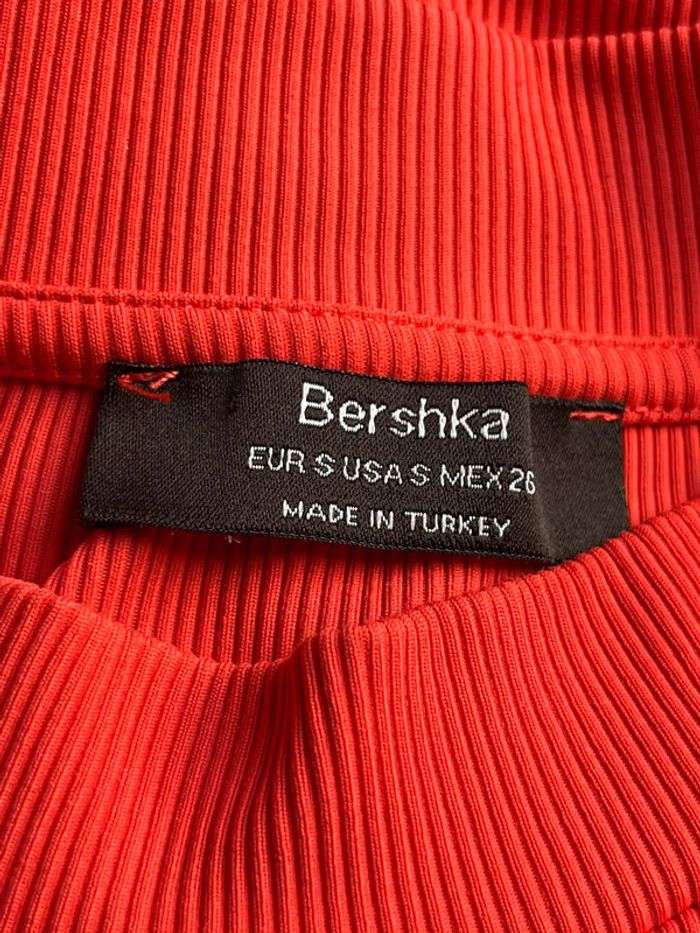 Bershka
EUR S USA S MEX 26
MADE IN TURKEY